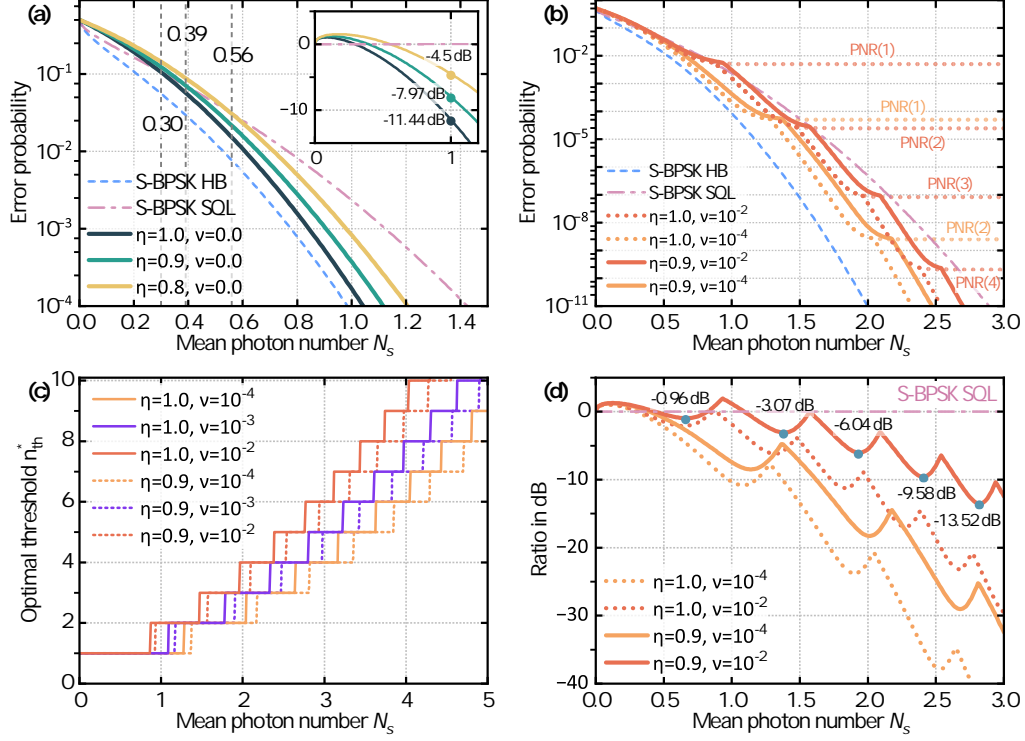 (a)
0.39
0.56
0.30
0
−10
0
1
-4.5 dB
-7.97 dB
-11.44 dB
S-BPSK HB
S-BPSK SQL
η=1.0, ν=0.0
η=0.9, ν=0.0
η=0.8, ν=0.0
10⁻¹
10⁻²
10⁻³
10⁻⁴
Error probability
0.0 0.2 0.4 0.6 0.8 1.0 1.2 1.4
Mean photon number Nₛ
(b)
PNR(1)
PNR(1)
PNR(2)
PNR(3)
PNR(2)
PNR(4)
S-BPSK HB
S-BPSK SQL
η=1.0, ν=10⁻²
η=1.0, ν=10⁻⁴
η=0.9, ν=10⁻²
η=0.9, ν=10⁻⁴
10⁻²
10⁻⁵
10⁻⁸
10⁻¹¹
Error probability
0.0 0.5 1.0 1.5 2.0 2.5 3.0
Mean photon number Nₛ
(c)
η=1.0, ν=10⁻⁴
η=1.0, ν=10⁻³
η=1.0, ν=10⁻²
η=0.9, ν=10⁻⁴
η=0.9, ν=10⁻³
η=0.9, ν=10⁻²
10
8
6
4
2
0
Optimal threshold n*ₜₕ
0 1 2 3 4 5
Mean photon number Nₛ
(d)
S-BPSK SQL
-0.96 dB
-3.07 dB
-6.04 dB
-9.58 dB
-13.52 dB
η=1.0, ν=10⁻⁴
η=1.0, ν=10⁻²
η=0.9, ν=10⁻⁴
η=0.9, ν=10⁻²
0
−10
−20
−30
−40
Ratio in dB
0.0 0.5 1.0 1.5 2.0 2.5 3.0
Mean photon number Nₛ